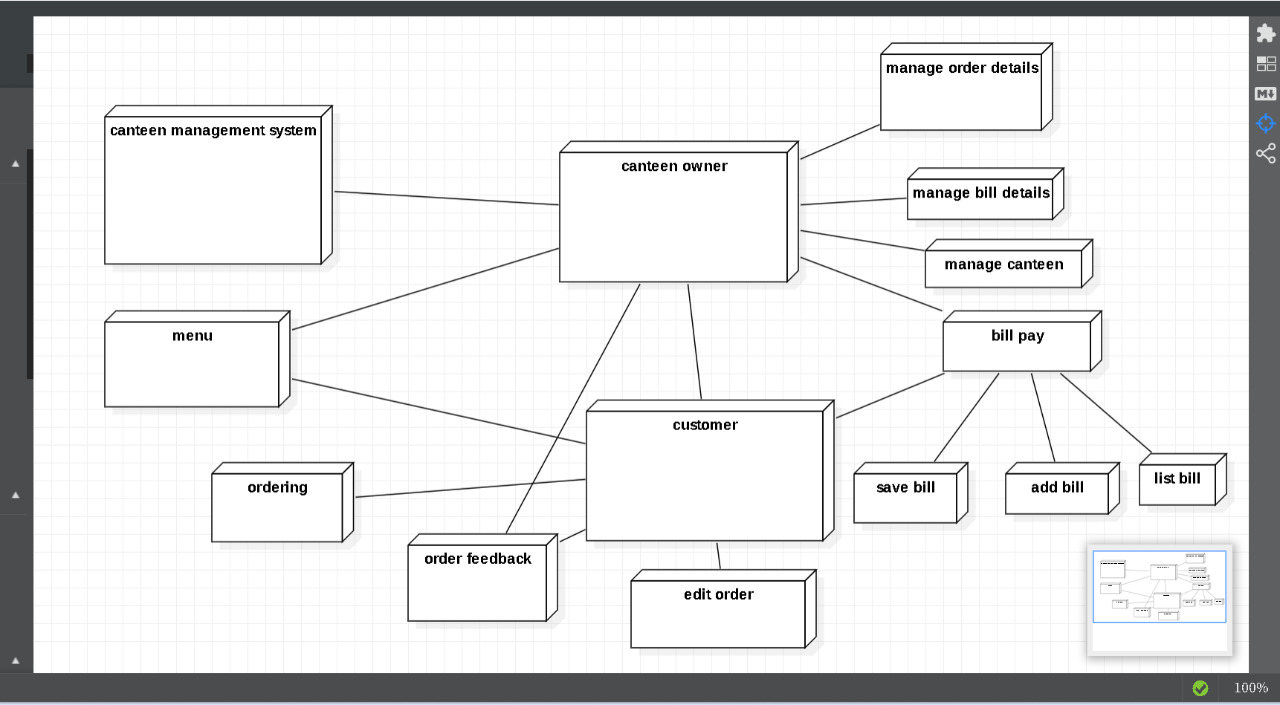 manage order details
canteen management system
canteen owner
manage bill details
manage canteen
menu
bill pay
customer
ordering
save bill
add bill
list bill
order feedback
edit order
M
100%